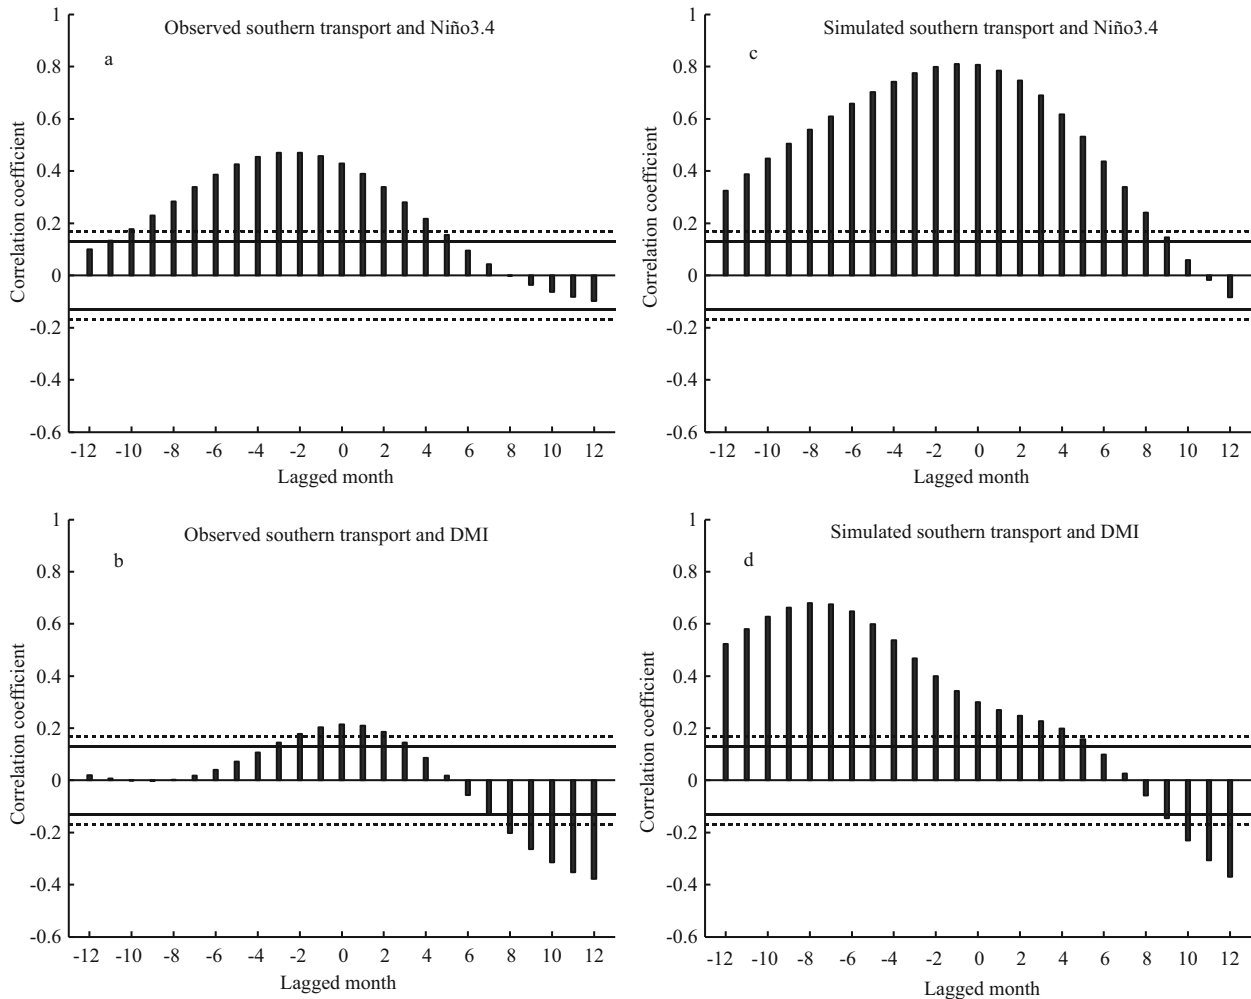 Observed southern transport and Niño3.4
a
Correlation coefficient
1
0.8
0.6
0.4
0.2
0
-0.2
-0.4
-0.6
-12 -10 -8 -6 -4 -2 0 2 4 6 8 10 12
Lagged month
Simulated southern transport and Niño3.4
c
Correlation coefficient
1
0.8
0.6
0.4
0.2
0
-0.2
-0.4
-0.6
-12 -10 -8 -6 -4 -2 0 2 4 6 8 10 12
Lagged month
Observed southern transport and DMI
b
Correlation coefficient
1
0.8
0.6
0.4
0.2
0
-0.2
-0.4
-0.6
-12 -10 -8 -6 -4 -2 0 2 4 6 8 10 12
Lagged month
Simulated southern transport and DMI
d
Correlation coefficient
1
0.8
0.6
0.4
0.2
0
-0.2
-0.4
-0.6
-12 -10 -8 -6 -4 -2 0 2 4 6 8 10 12
Lagged month